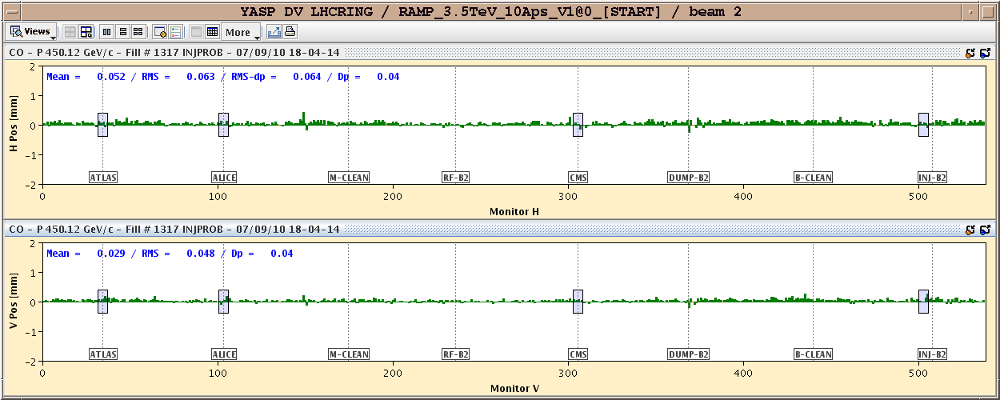 YASP DV LHCRING / RAMP_3.5TeV_10Aps_V1@0_[START] / beam 2
Views More
CO - P 450.12 GeV/c - Fill # 1317 INJPROB - 07/09/10 18-04-14
Mean = 0.052 / RMS = 0.063 / RMS-dp = 0.064 / Dp = 0.04
H Pos [mm]
2
1
0
-1
-2
ATLAS ALICE M-CLEAN RF-B2 CMS DUMP-B2 B-CLEAN INJ-B2
0 100 200 300 400 500
Monitor H
CO - P 450.12 GeV/c - Fill # 1317 INJPROB - 07/09/10 18-04-14
Mean = 0.029 / RMS = 0.048 / Dp = 0.04
V Pos [mm]
2
1
0
-1
-2
ATLAS ALICE M-CLEAN RF-B2 CMS DUMP-B2 B-CLEAN INJ-B2
0 100 200 300 400 500
Monitor V